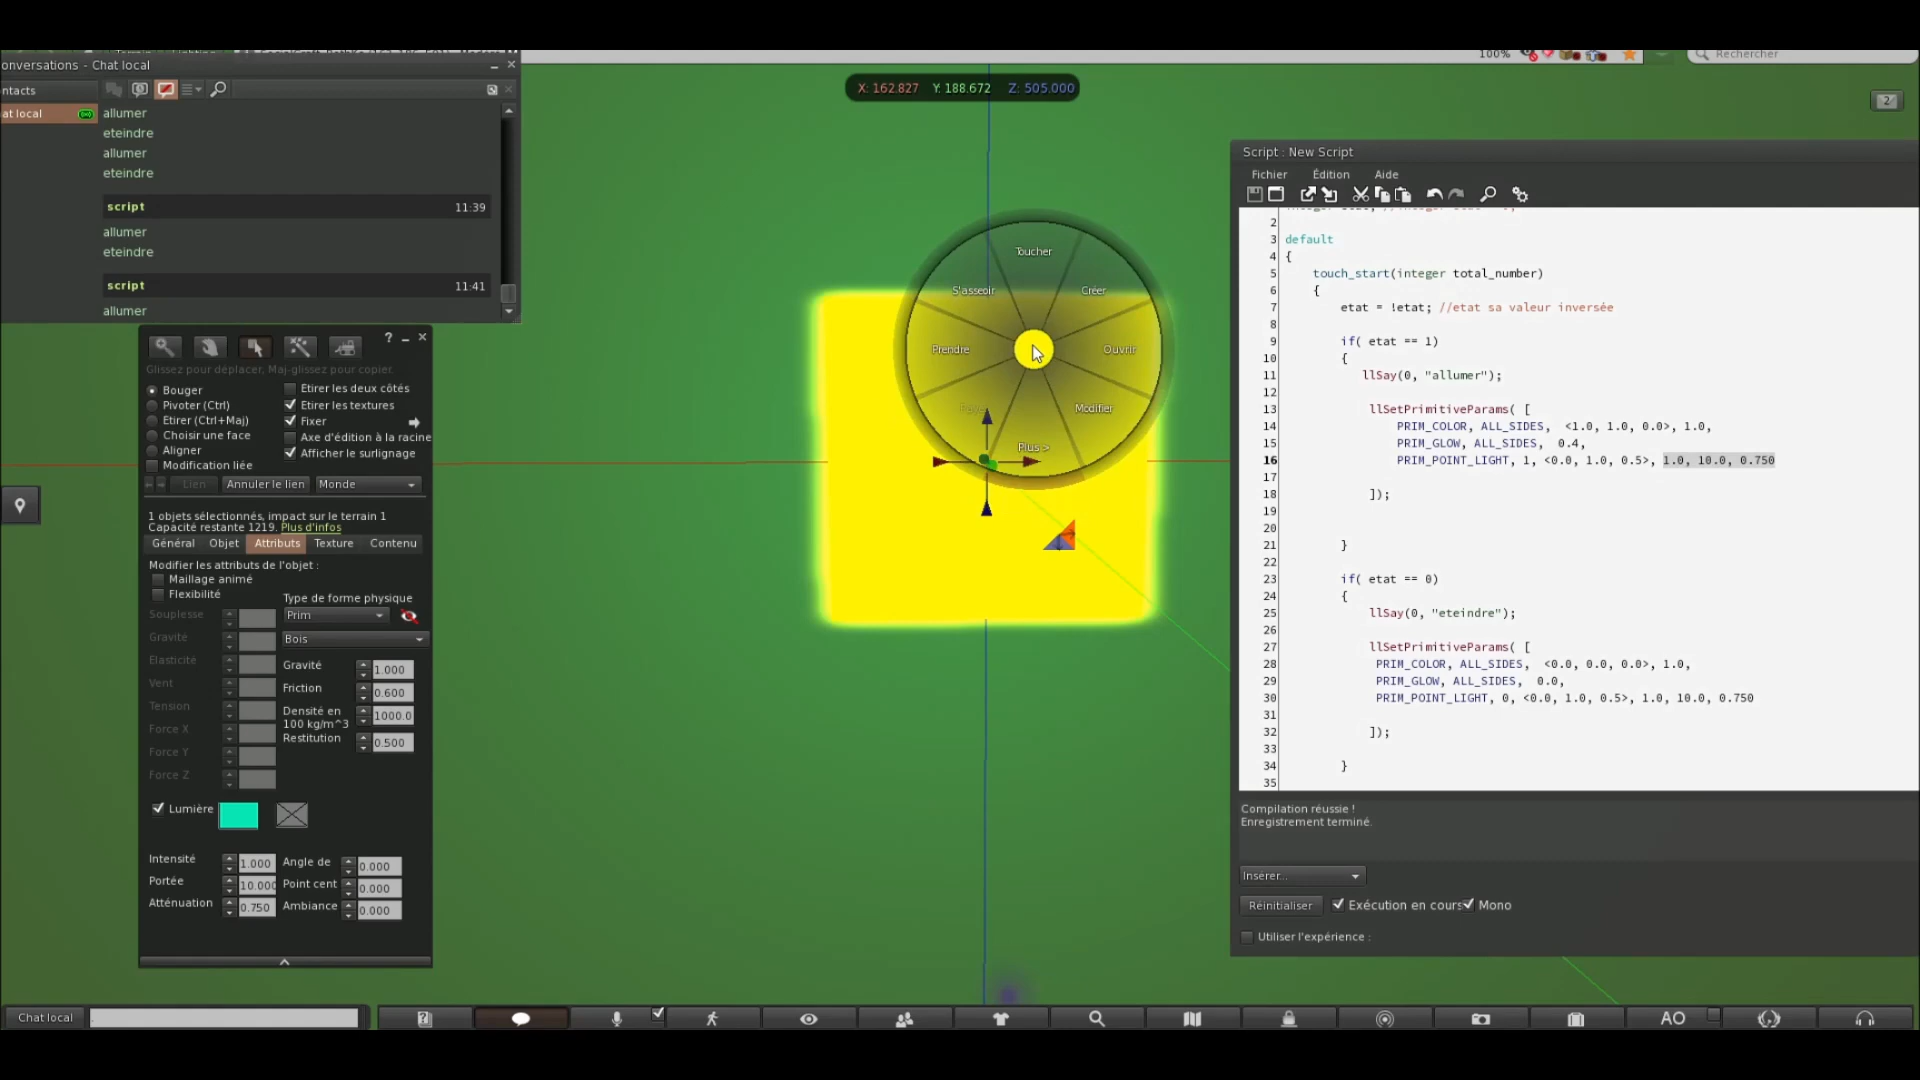 100%
Rechercher
onversations - Chat local
ntacts
at local
allumer
eteindre
allumer
eteindre
script 11:39
allumer
eteindre
script 11:41
allumer
X: 162.827 Y: 188.672 Z: 505.000
2
Toucher
S'asseoir
Créer
Prendre
Ouvrir
Modifier
Plus >
?
Glissez pour déplacer, Maj-glissez pour copier.
Bouger
Pivoter (Ctrl)
Etirer (Ctrl+Maj)
Choisir une face
Aligner
Modification liée
Etirer les deux côtés
Etirer les textures
Fixer
Axe d'édition à la racine
Afficher le surlignage
Lien
Annuler le lien
Monde
1 objets sélectionnés, impact sur le terrain 1
Capacité restante 1219. Plus d'infos
Général Objet Attributs Texture Contenu
Modifier les attributs de l'objet :
Maillage animé
Flexibilité
Souplesse
Gravité
Elasticité
Vent
Tension
Force X
Force Y
Force Z
Type de forme physique
Prim
Bois
Gravité 1.000
Friction 0.600
Densité en
100 kg/m^3 1000.0
Restitution 0.500
Lumière
Intensité 1.000
Portée 10.000
Atténuation 0.750
Angle de 0.000
Point cent 0.000
Ambiance 0.000
Script : New Script
Fichier Édition Aide
2
3 default
4 {
5 touch_start(integer total_number)
6 {
7 etat = !etat; //etat sa valeur inversée
8
9 if( etat == 1)
10 {
11 llSay(0, "allumer");
12
13 llSetPrimitiveParams( [
14 PRIM_COLOR, ALL_SIDES, <1.0, 1.0, 0.0>, 1.0,
15 PRIM_GLOW, ALL_SIDES, 0.4,
16 PRIM_POINT_LIGHT, 1, <0.0, 1.0, 0.5>, 1.0, 10.0, 0.750
17
18 ]);
19
20
21 }
22
23 if( etat == 0)
24 {
25 llSay(0, "eteindre");
26
27 llSetPrimitiveParams( [
28 PRIM_COLOR, ALL_SIDES, <0.0, 0.0, 0.0>, 1.0,
29 PRIM_GLOW, ALL_SIDES, 0.0,
30 PRIM_POINT_LIGHT, 0, <0.0, 1.0, 0.5>, 1.0, 10.0, 0.750
31
32 ]);
33
34 }
35
Compilation réussie !
Enregistrement terminé.
Insérer...
Réinitialiser
Exécution en cours
Mono
Utiliser l'expérience :
Chat local
AO